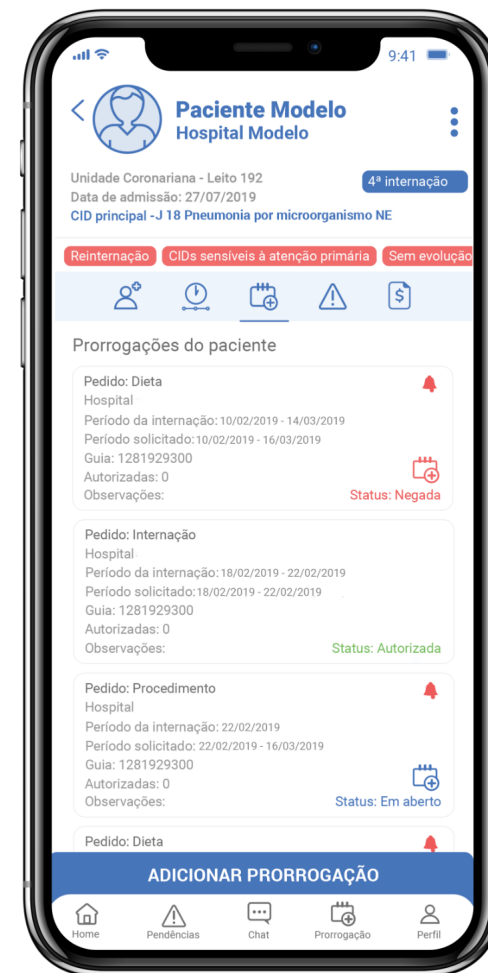 9:41
Paciente Modelo
Hospital Modelo
Unidade Coronariana - Leito 192
4ª internação
Data de admissão: 27/07/2019
CID principal -J 18 Pneumonia por microorganismo NE
Reinternação CIDs sensíveis à atenção primária Sem evolução
$
Prorrogações do paciente
Pedido: Dieta
Hospital
Período da internação: 10/02/2019 - 14/03/2019
Período solicitado: 10/02/2019 - 16/03/2019
Guia: 1281929300
Autorizadas: 0
Observações: Status: Negada
Pedido: Internação
Hospital
Período da internação: 18/02/2019 - 22/02/2019
Período solicitado: 18/02/2019 - 22/02/2019
Guia: 1281929300
Autorizadas: 0
Observações: Status: Autorizada
Pedido: Procedimento
Hospital
Período da internação: 22/02/2019
Período solicitado: 22/02/2019 - 16/03/2019
Guia: 1281929300
Autorizadas: 0
Observações: Status: Em aberto
Pedido: Dieta
ADICIONAR PRORROGAÇÃO
Home Pendências Chat Prorrogação Perfil